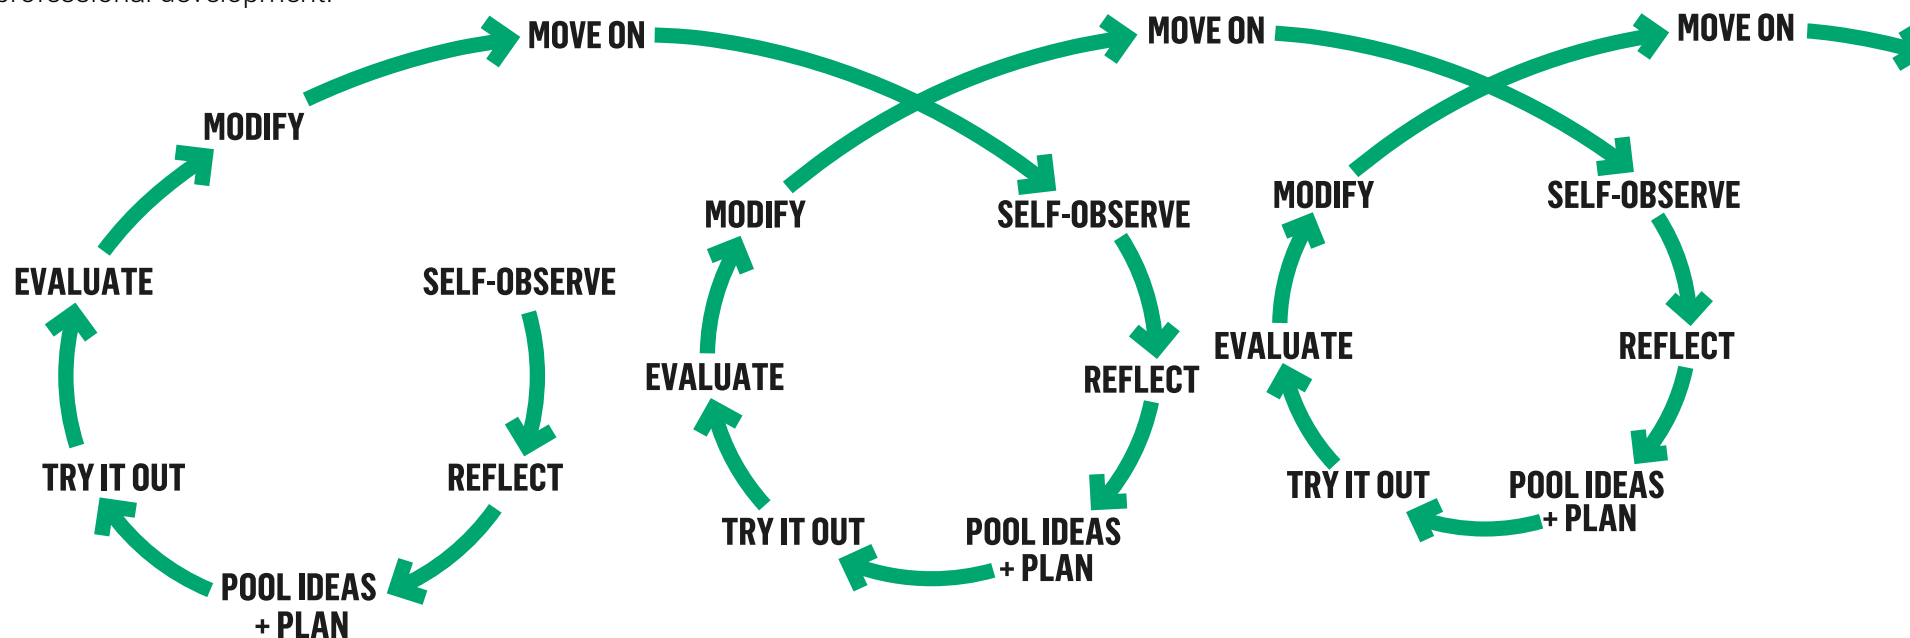 professional development.
MOVE ON
MODIFY
EVALUATE
SELF-OBSERVE
TRY IT OUT
REFLECT
POOL IDEAS
+ PLAN
MOVE ON
MODIFY
SELF-OBSERVE
EVALUATE
REFLECT
TRY IT OUT
POOL IDEAS
+ PLAN
MOVE ON
MODIFY
SELF-OBSERVE
EVALUATE
REFLECT
TRY IT OUT
POOL IDEAS
+ PLAN